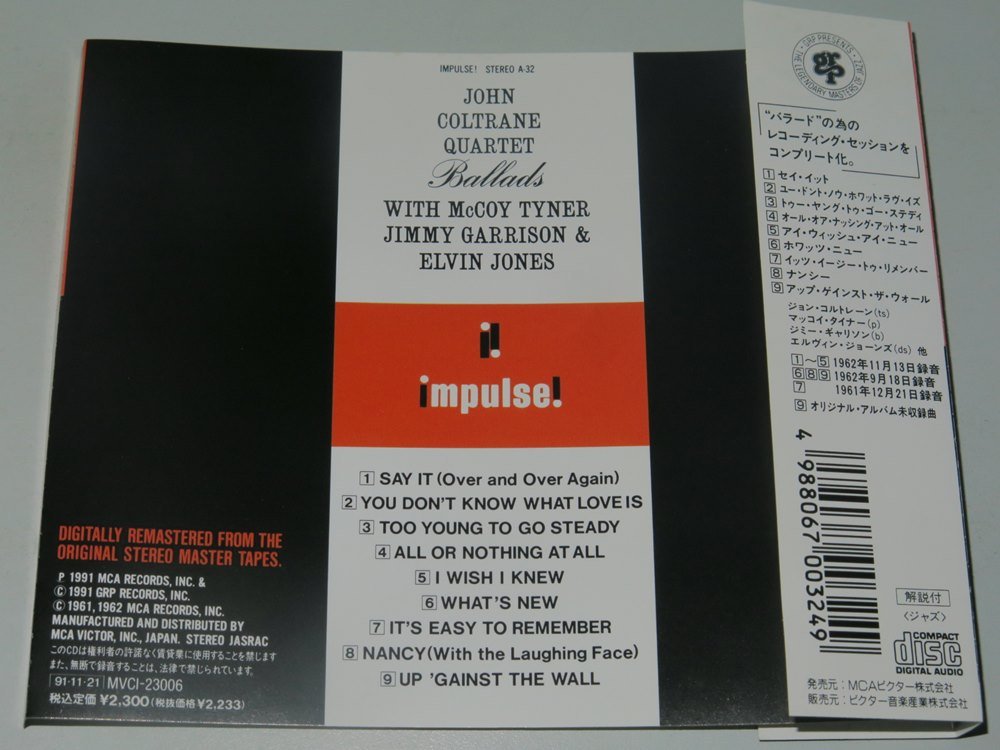 IMPULSE! STEREO A-32
JOHN
COLTRANE
QUARTET
Ballads
WITH McCOY TYNER
JIMMY GARRISON &
ELVIN JONES
i!
impulse!
1 SAY IT (Over and Over Again)
2 YOU DON'T KNOW WHAT LOVE IS
3 TOO YOUNG TO GO STEADY
4 ALL OR NOTHING AT ALL
5 I WISH I KNEW
6 WHAT'S NEW
7 IT'S EASY TO REMEMBER
8 NANCY (With the Laughing Face)
9 UP 'GAINST THE WALL
DIGITALLY REMASTERED FROM THE
ORIGINAL STEREO MASTER TAPES.
P 1991 MCA RECORDS, INC. &
© 1991 GRP RECORDS, INC.
© 1961, 1962 MCA RECORDS, INC.
MANUFACTURED AND DISTRIBUTED BY
MCA VICTOR, INC., JAPAN. STEREO JASRAC
このCDは権利者の許諾なく賃貸業に使用することを禁じます
また、無断で録音することは、法律で禁じられています。
91・11・21 MVCI-23006
税込定価 ¥2,300(税抜価格 ¥2,233)
GRP PRESENTS
THE LEGENDARY MASTERS OF JAZZ
grp
“バラード”の為の
レコーディング・セッションを
コンプリート化。
1 セイ・イット
2 ユー・ドント・ノウ・ホワット・ラヴ・イズ
3 トゥー・ヤング・トゥ・ゴー・ステディ
4 オール・オア・ナッシング・アット・オール
5 アイ・ウィッシュ・アイ・ニュー
6 ホワッツ・ニュー
7 イッツ・イージー・トゥ・リメンバー
8 ナンシー
9 アップ・ゲインスト・ザ・ウォール
ジョン・コルトレーン(ts)
マッコイ・タイナー(p)
ジミー・ギャリソン(b)
エルヴィン・ジョーンズ(ds) 他
1〜5 1962年11月13日録音
6 8 9 1962年9月18日録音
7 1961年12月21日録音
9 オリジナル・アルバム未収録曲
4 988067 003249
解説付
〈ジャズ〉
COMPACT
disc
DIGITAL AUDIO
発売元：MCAビクター株式会社
販売元：ビクター音楽産業株式会社